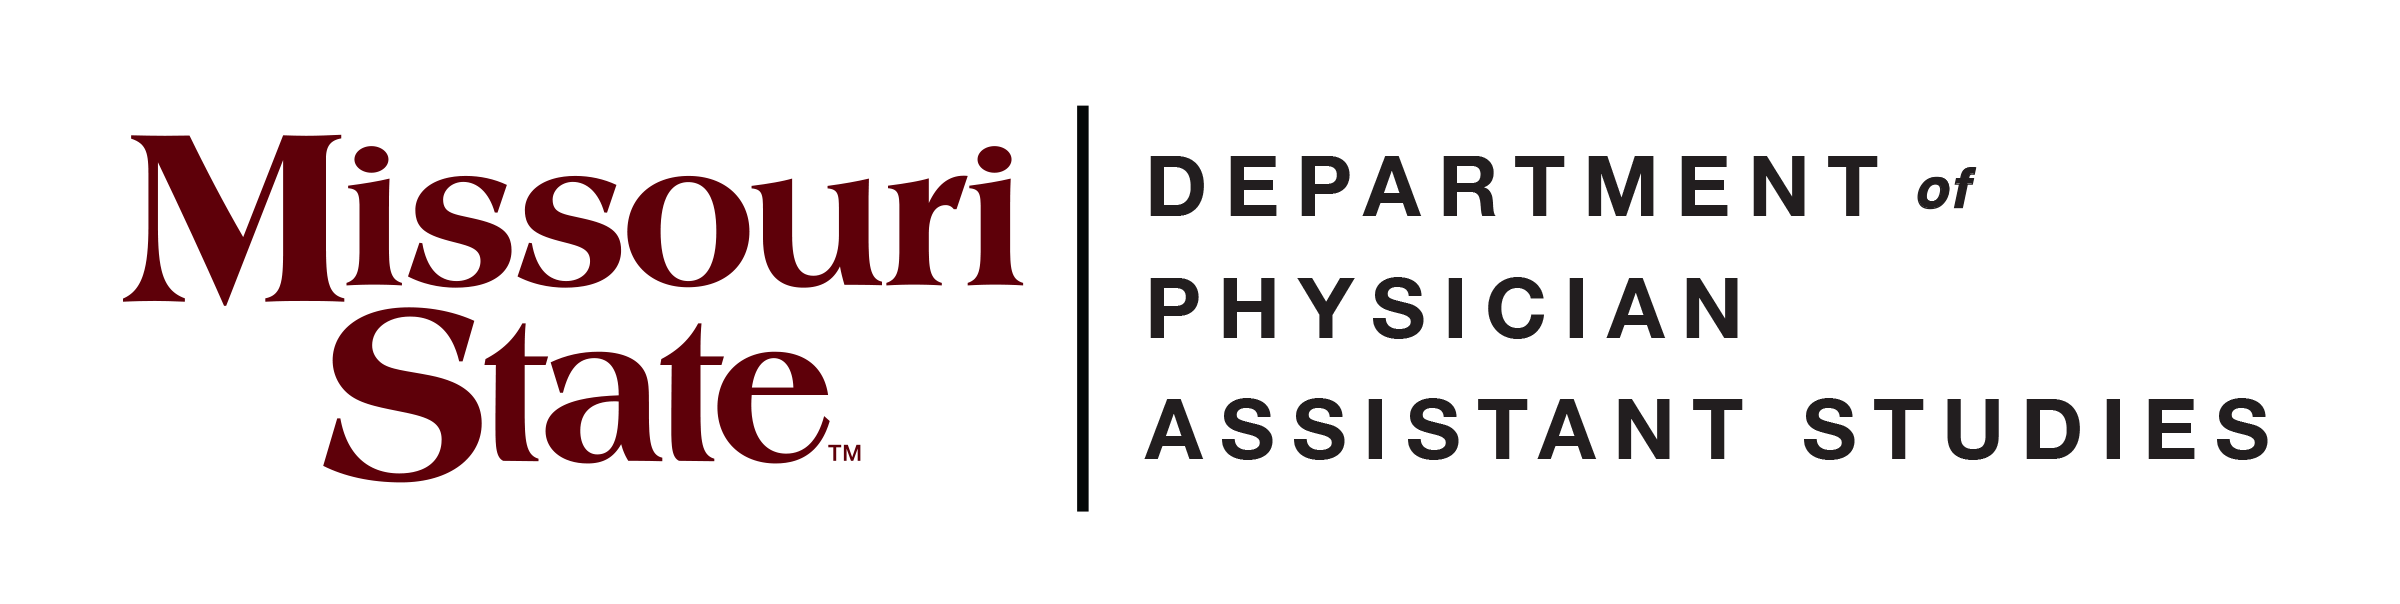 Missouri
State™
DEPARTMENT of
PHYSICIAN
ASSISTANT STUDIES